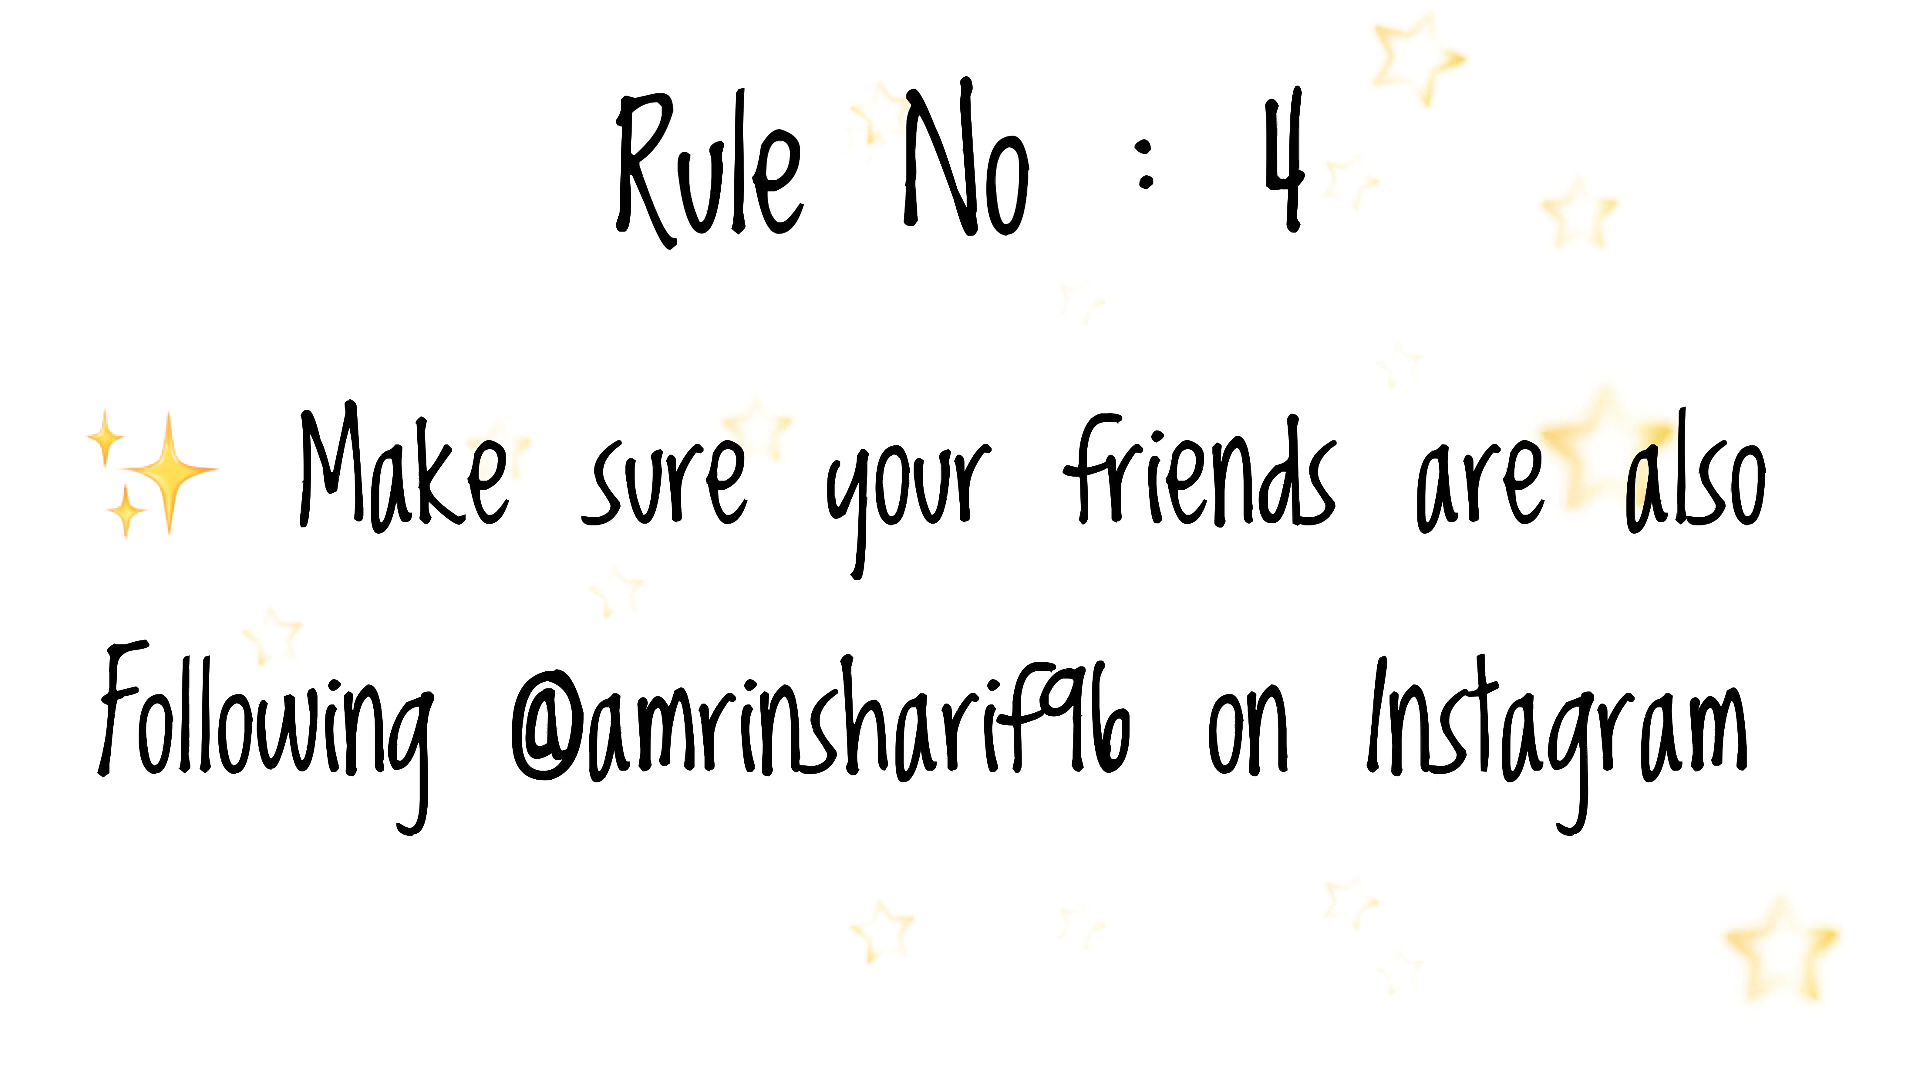 Rule No : 4
✨ Make sure your friends are also
Following @amrinsharif96 on Instagram